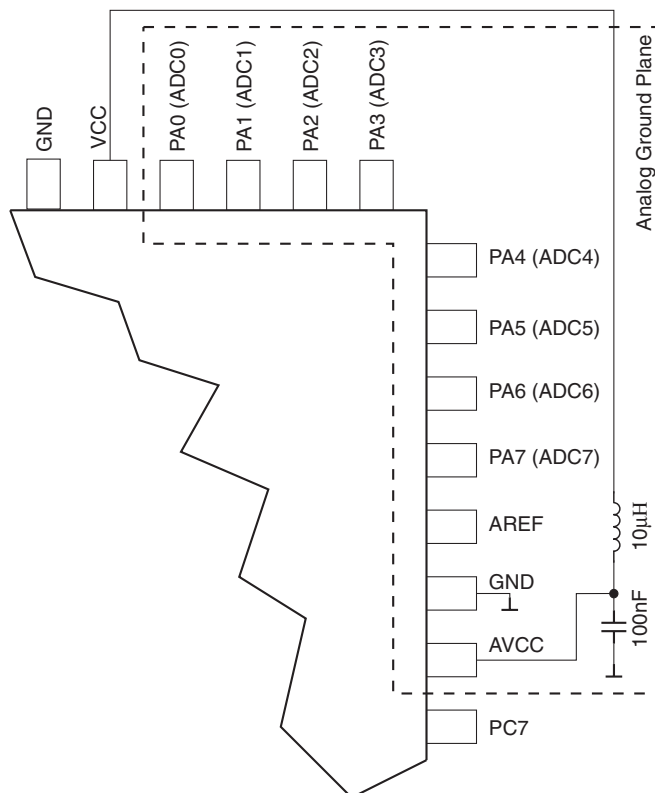 GND
VCC
PA0 (ADC0)
PA1 (ADC1)
PA2 (ADC2)
PA3 (ADC3)
Analog Ground Plane
PA4 (ADC4)
PA5 (ADC5)
PA6 (ADC6)
PA7 (ADC7)
AREF
10µH
GND
AVCC
100nF
PC7